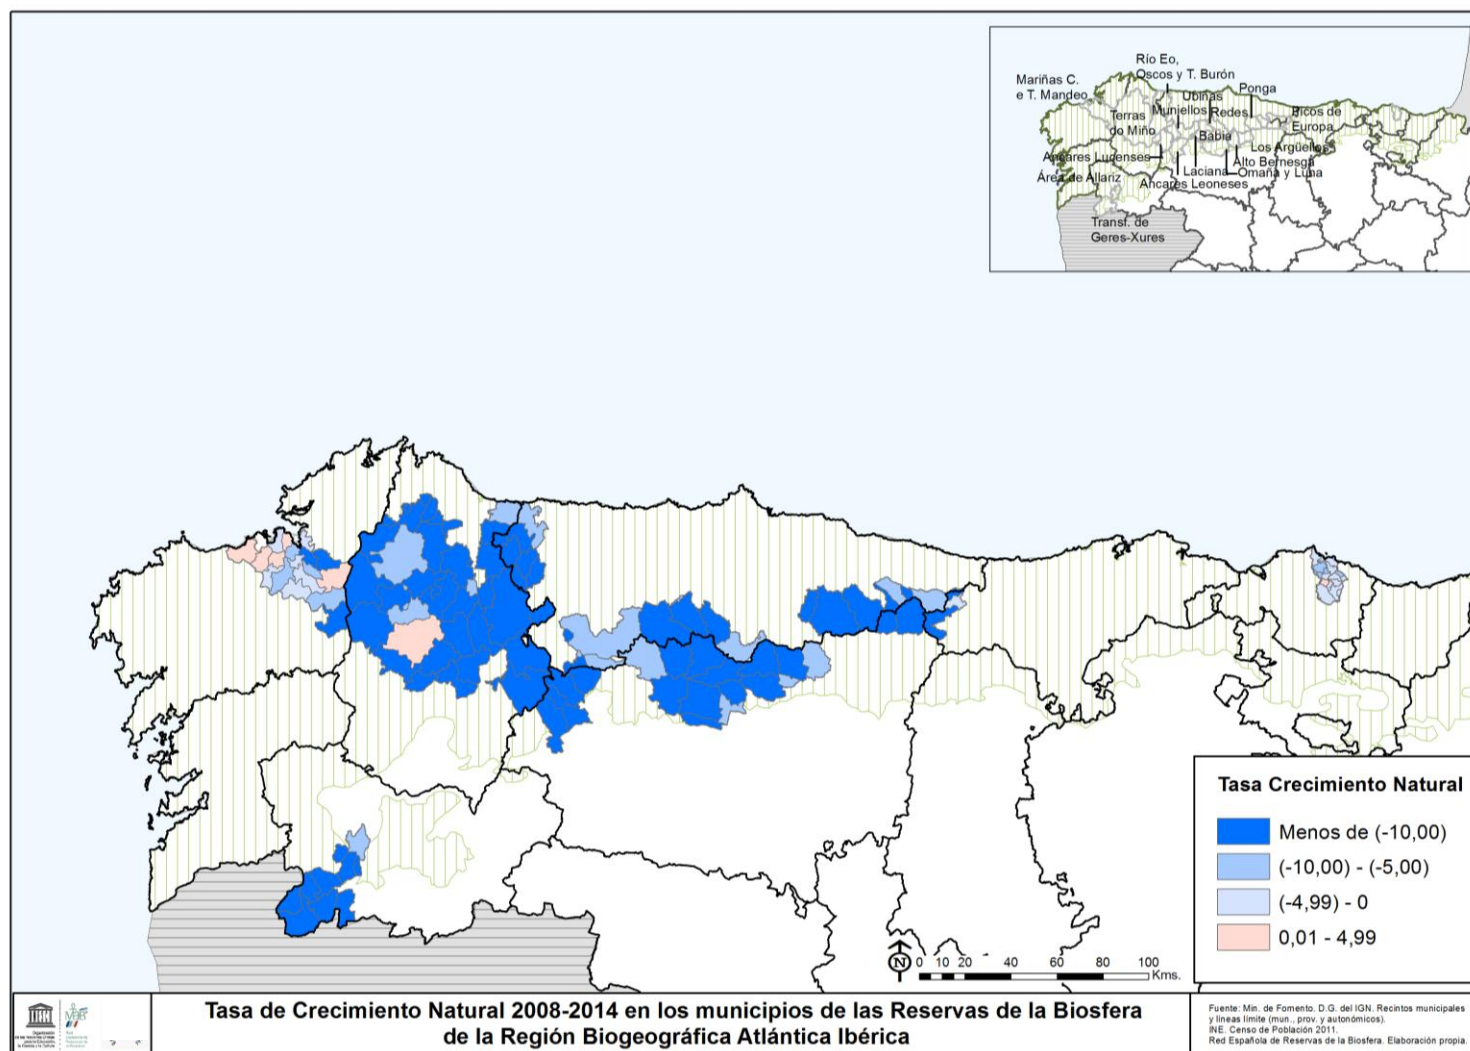 Río Eo,
Oscos y T. Burón
Mariñas C.
e T. Mandeo
Ubiñas
Ponga
Muniellos
Redes
Picos de
Europa
Terras
do Miño
Babia
Los Argüellos
Ancares Lucenses
Alto Bernesga
Área de Allariz
Laciana
Omaña y Luna
Ancares Leoneses
Transf. de
Geres-Xures
Tasa Crecimiento Natural
Menos de (-10,00)
(-10,00) - (-5,00)
(-4,99) - 0
0,01 - 4,99
N
0 10 20 40 60 80 100
Kms.
Tasa de Crecimiento Natural 2008-2014 en los municipios de las Reservas de la Biosfera
de la Región Biogeográfica Atlántica Ibérica
Fuente: Min. de Fomento. D.G. del IGN. Recintos municipales
y líneas límite (mun., prov. y autonómicos).
INE. Censo de Población 2011.
Red Española de Reservas de la Biosfera. Elaboración propia.